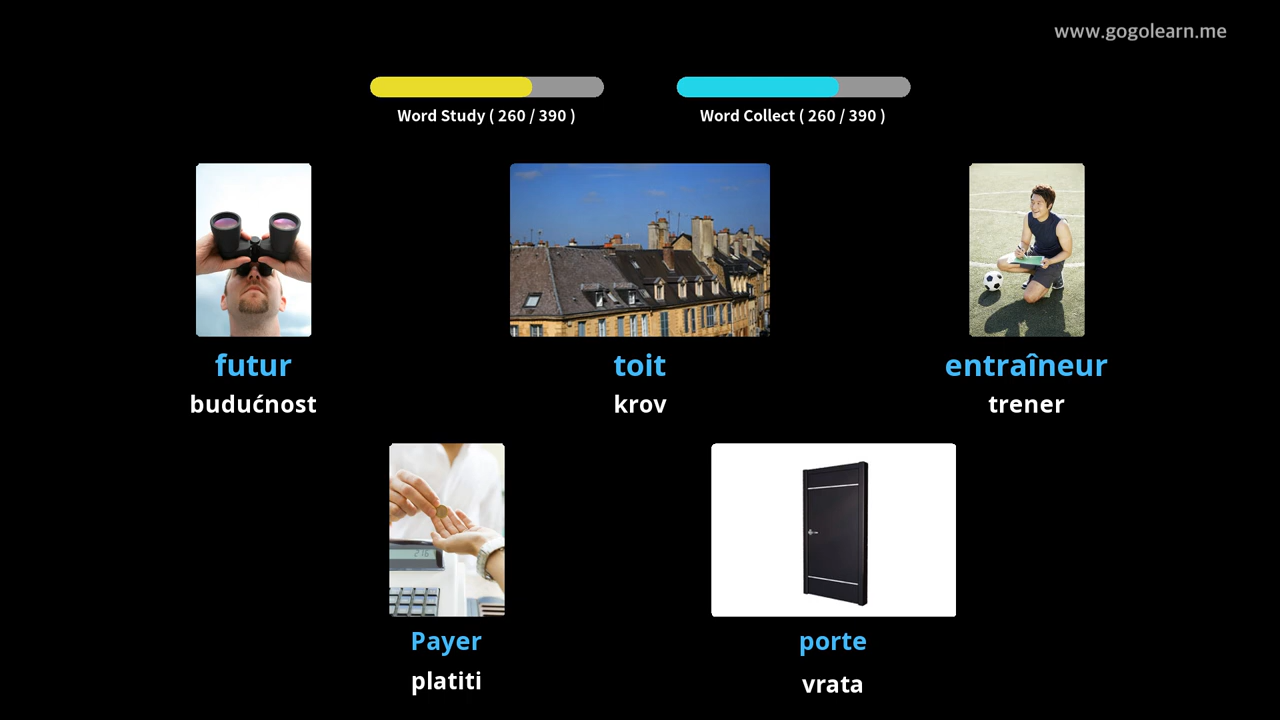 www.gogolearn.me
Word Study ( 260 / 390 )
Word Collect ( 260 / 390 )
futur
toit
entraîneur
budućnost
krov
trener
Payer
porte
platiti
vrata